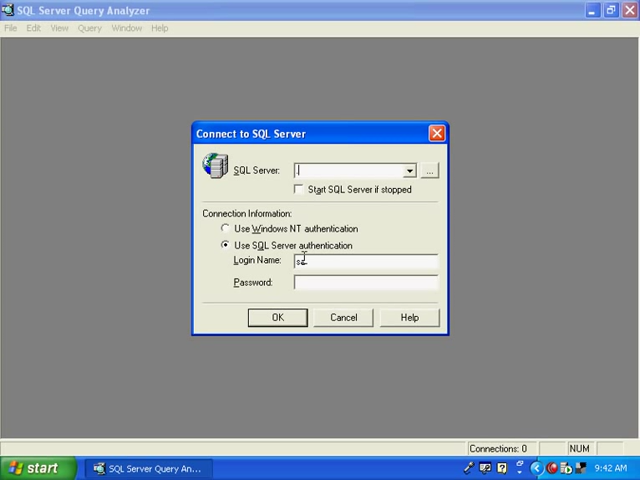 SQL Server Query Analyzer
File Edit View Query Window Help
Connect to SQL Server
SQL Server: .
...
Start SQL Server if stopped
Connection Information:
Use Windows NT authentication
Use SQL Server authentication
Login Name: sa
Password:
OK Cancel Help
Connections: 0 NUM
start SQL Server Query An... 9:42 AM